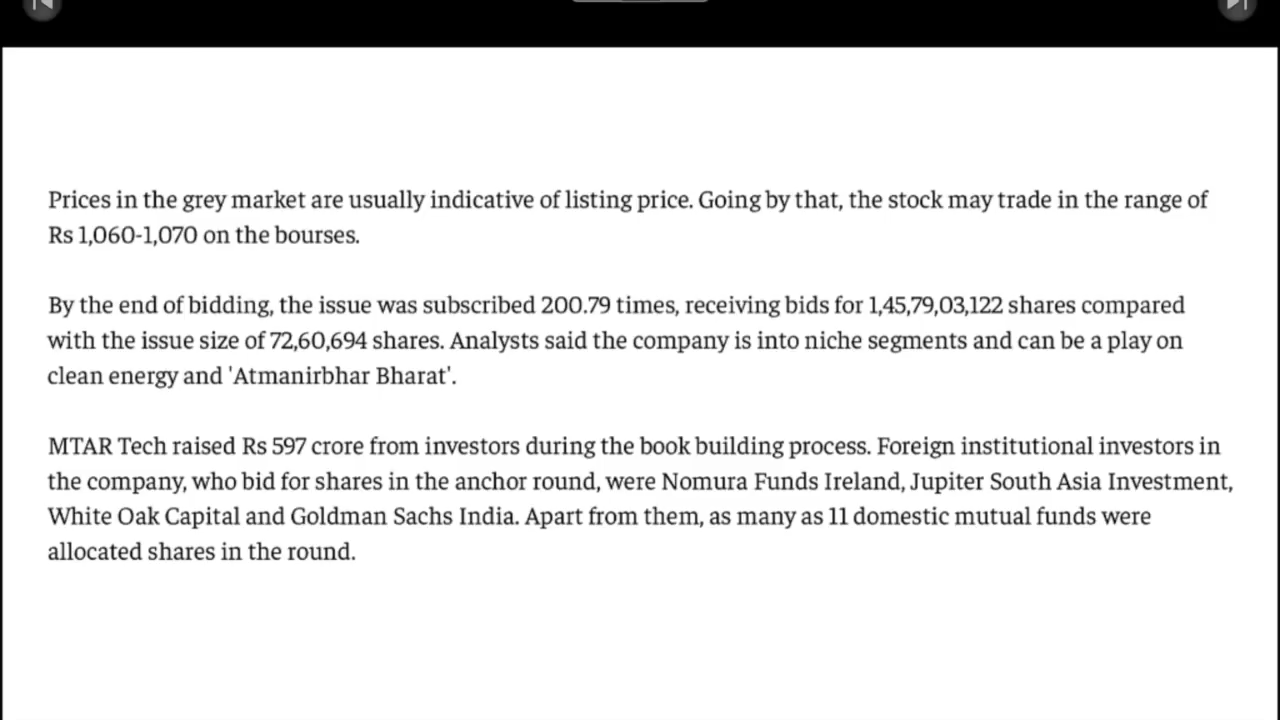 Prices in the grey market are usually indicative of listing price. Going by that, the stock may trade in the range of
Rs 1,060-1,070 on the bourses.
By the end of bidding, the issue was subscribed 200.79 times, receiving bids for 1,45,79,03,122 shares compared
with the issue size of 72,60,694 shares. Analysts said the company is into niche segments and can be a play on
clean energy and 'Atmanirbhar Bharat'.
MTAR Tech raised Rs 597 crore from investors during the book building process. Foreign institutional investors in
the company, who bid for shares in the anchor round, were Nomura Funds Ireland, Jupiter South Asia Investment,
White Oak Capital and Goldman Sachs India. Apart from them, as many as 11 domestic mutual funds were
allocated shares in the round.